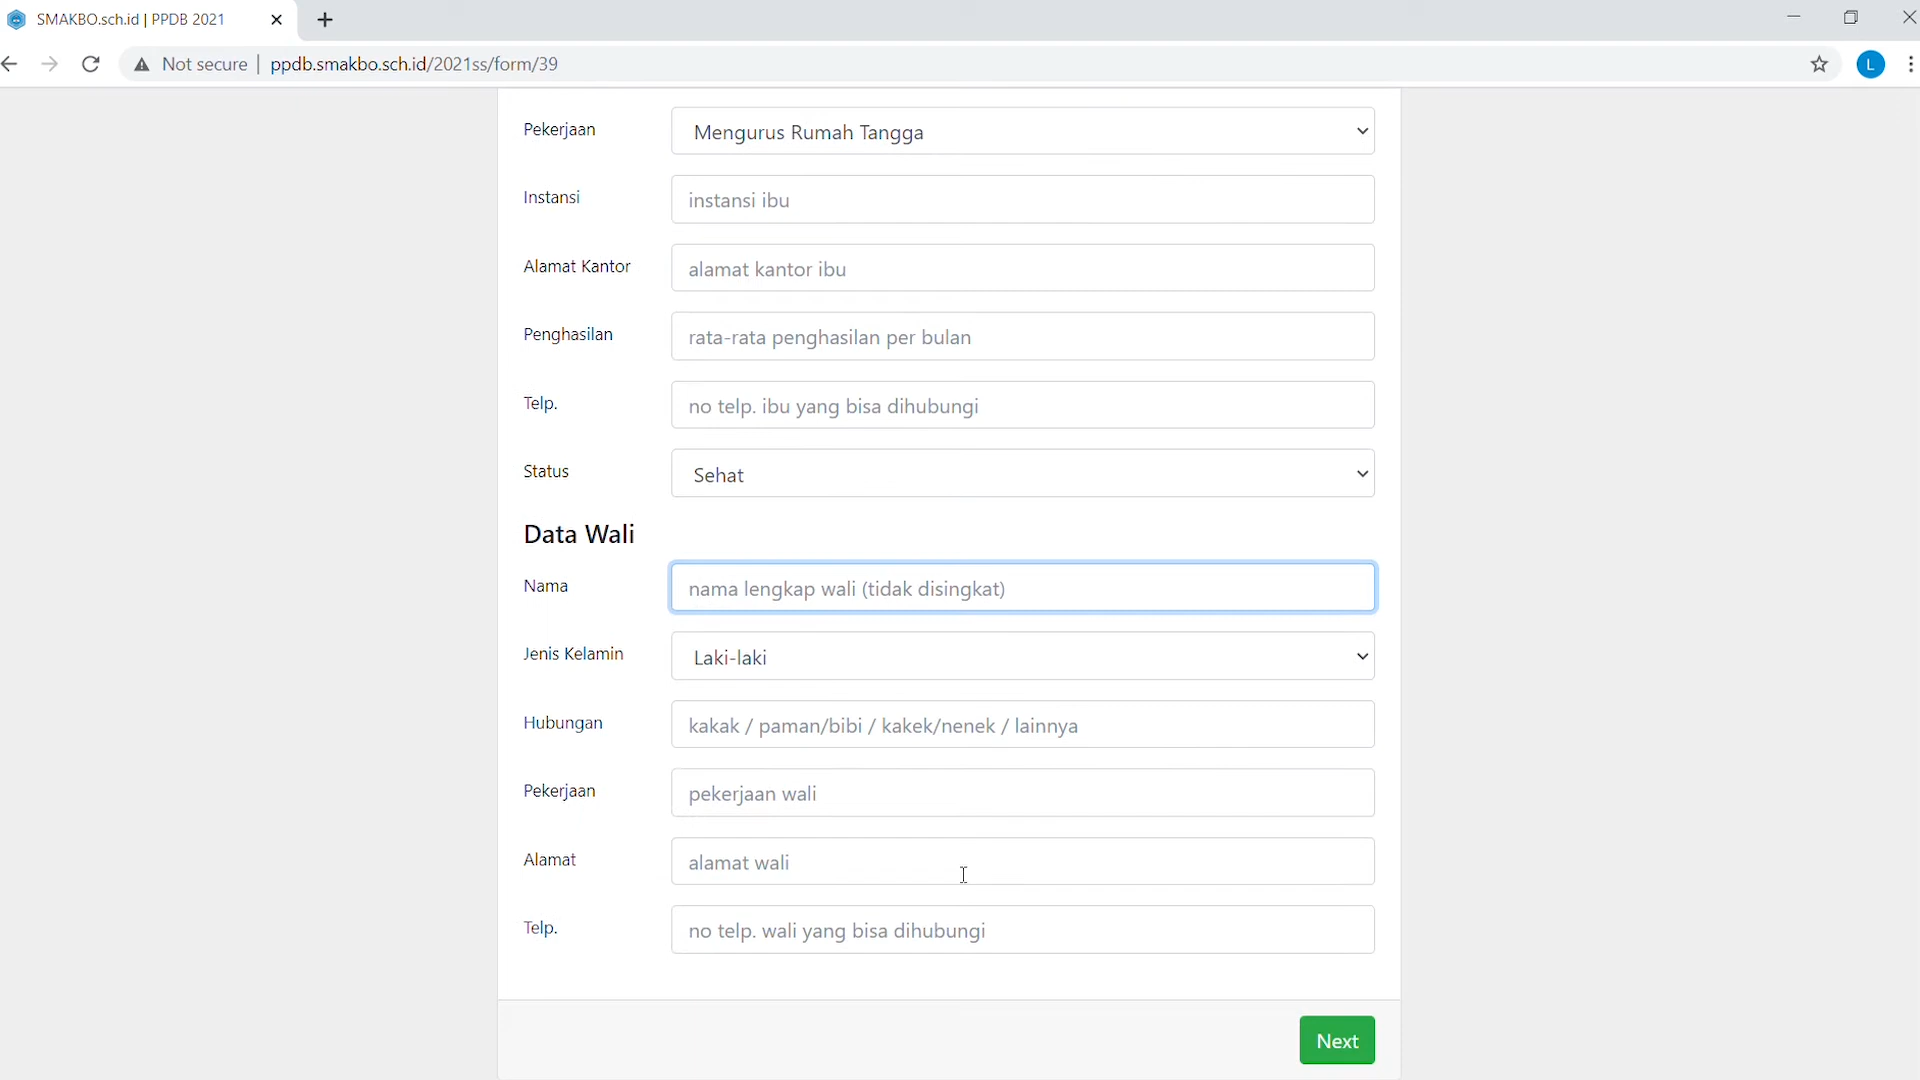 SMAKBO.sch.id | PPDB 2021
Not secure | ppdb.smakbo.sch.id/2021ss/form/39
L
Pekerjaan Mengurus Rumah Tangga
Instansi instansi ibu
Alamat Kantor alamat kantor ibu
Penghasilan rata-rata penghasilan per bulan
Telp. no telp. ibu yang bisa dihubungi
Status Sehat
Data Wali
Nama nama lengkap wali (tidak disingkat)
Jenis Kelamin Laki-laki
Hubungan kakak / paman/bibi / kakek/nenek / lainnya
Pekerjaan pekerjaan wali
Alamat alamat wali
Telp. no telp. wali yang bisa dihubungi
Next